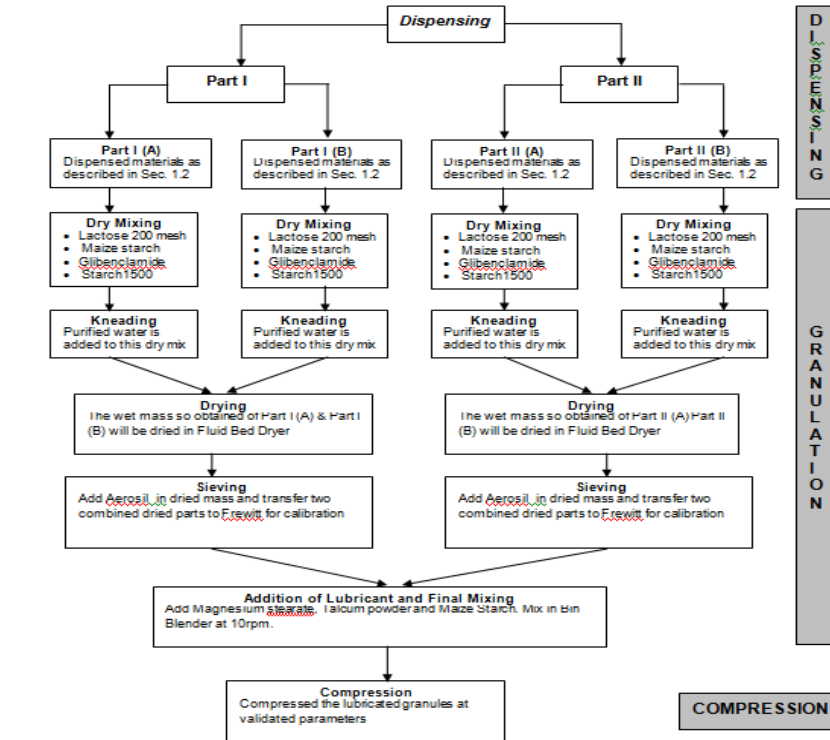 Dispensing
Part I
Part II
Part I (A)
Dispensed materials as
described in Sec. 1.2
Part I (B)
Dispensed materials as
described in Sec. 1.2
Part II (A)
Dispensed materials as
described in Sec. 1.2
Part II (B)
Dispensed materials as
described in Sec. 1.2
Dry Mixing
• Lactose 200 mesh
• Maize starch
• Glibenclamide
• Starch1500
Dry Mixing
• Lactose 200 mesh
• Maize starch
• Glibenclamide
• Starch1500
Dry Mixing
• Lactose 200 mesh
• Maize starch
• Glibenclamide
• Starch1500
Dry Mixing
• Lactose 200 mesh
• Maize starch
• Glibenclamide
• Starch1500
Kneading
Purified water is
added to this dry mix
Kneading
Purified water is
added to this dry mix
Kneading
Purified water is
added to this dry mix
Kneading
Purified water is
added to this dry mix
Drying
The wet mass so obtained of Part I (A) & Part I
(B) will be dried in Fluid Bed Dryer
Drying
The wet mass so obtained of Part II (A) Part II
(B) will be dried in Fluid Bed Dryer
Sieving
Add Aerosil in dried mass and transfer two
combined dried parts to Frewitt for calibration
Sieving
Add Aerosil in dried mass and transfer two
combined dried parts to Frewitt for calibration
Addition of Lubricant and Final Mixing
Add Magnesium stearate, Talcum powder and Maize Starch. Mix in Bin
Blender at 10rpm.
Compression
Compressed the lubricated granules at
validated parameters
DISPENSING
GRANULATION
COMPRESSION